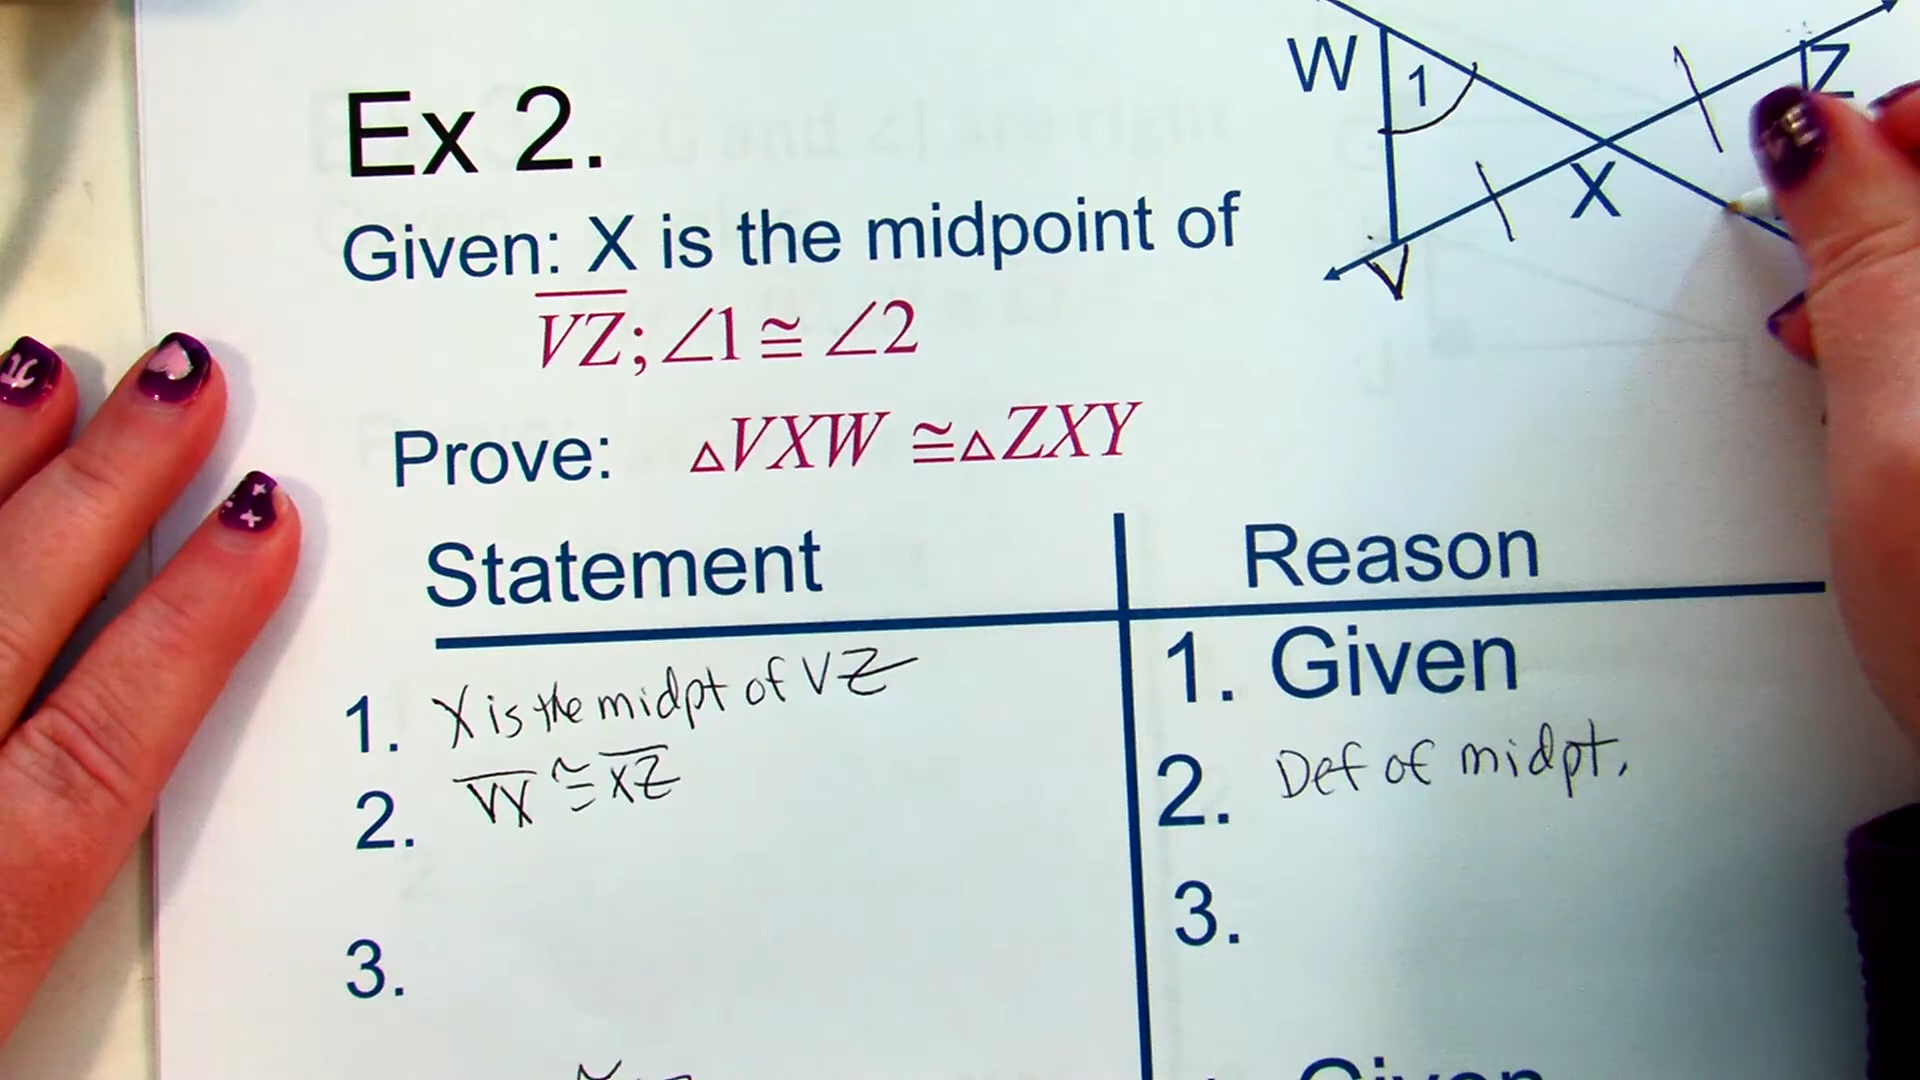 Ex 2.
Given: X is the midpoint of
VZ; ∠1 ≅ ∠2
Prove: △VXW ≅ △ZXY
W
1
Z
X
V
Statement
Reason
1. X is the midpt of VZ
1. Given
2. VX ≅ XZ
2. Def of midpt.
3.
3.
Given